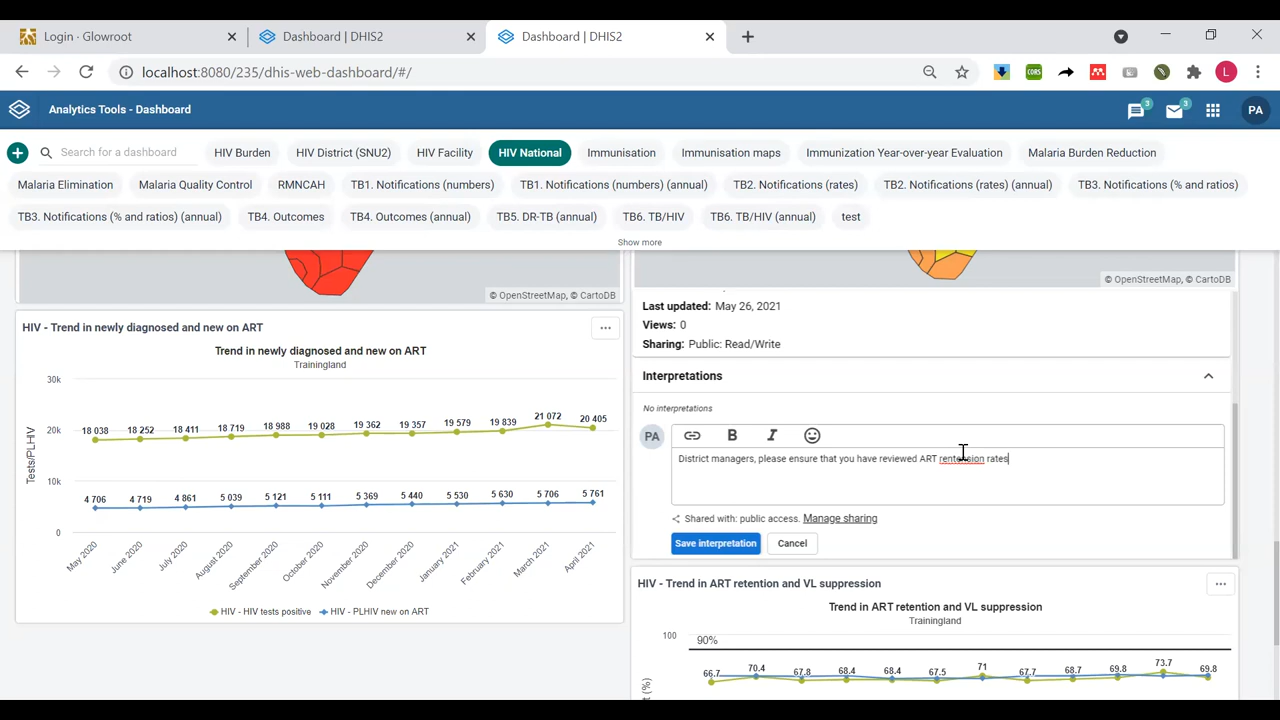 Login - Glowroot
Dashboard | DHIS2
Dashboard | DHIS2
localhost:8080/235/dhis-web-dashboard/#/
CORS
L
Analytics Tools - Dashboard
3
3
PA
Search for a dashboard
HIV Burden
HIV District (SNU2)
HIV Facility
HIV National
Immunisation
Immunisation maps
Immunization Year-over-year Evaluation
Malaria Burden Reduction
Malaria Elimination
Malaria Quality Control
RMNCAH
TB1. Notifications (numbers)
TB1. Notifications (numbers) (annual)
TB2. Notifications (rates)
TB2. Notifications (rates) (annual)
TB3. Notifications (% and ratios)
TB3. Notifications (% and ratios) (annual)
TB4. Outcomes
TB4. Outcomes (annual)
TB5. DR-TB (annual)
TB6. TB/HIV
TB6. TB/HIV (annual)
test
Show more
© OpenStreetMap, © CartoDB
HIV - Trend in newly diagnosed and new on ART
Trend in newly diagnosed and new on ART
Trainingland
Tests/PLHIV
30k
20k
10k
0
18 038 18 252 18 411 18 719 18 988 19 028 19 362 19 357 19 579 19 839 21 072 20 405
4 706 4 719 4 861 5 039 5 121 5 111 5 369 5 440 5 530 5 630 5 706 5 761
May 2020 June 2020 July 2020 August 2020 September 2020 October 2020 November 2020 December 2020 January 2021 February 2021 March 2021 April 2021
HIV - HIV tests positive HIV - PLHIV new on ART
© OpenStreetMap, © CartoDB
Last updated: May 26, 2021
Views: 0
Sharing: Public: Read/Write
Interpretations
No interpretations
PA
B I
District managers, please ensure that you have reviewed ART rates
Shared with: public access. Manage sharing
Save interpretation
Cancel
HIV - Trend in ART retention and VL suppression
Trend in ART retention and VL suppression
Trainingland
100
90%
66.7 70.4 67.8 68.4 68.4 67.5 71 67.7 68.7 69.8 73.7 69.8
(%)